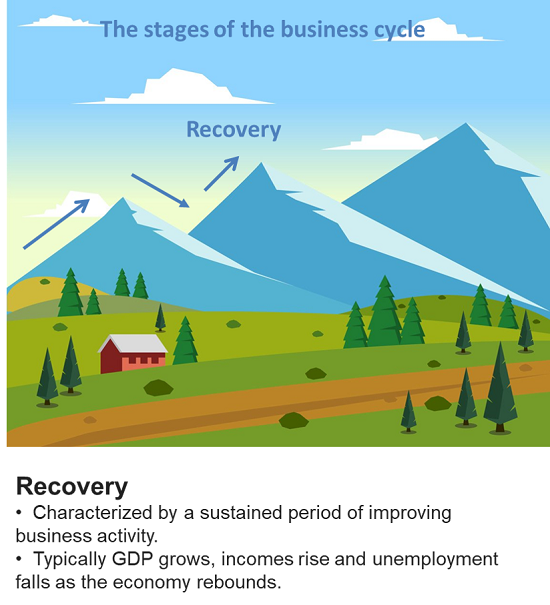 The stages of the business cycle
Recovery
Recovery
• Characterized by a sustained period of improving
business activity.
• Typically GDP grows, incomes rise and unemployment
falls as the economy rebounds.